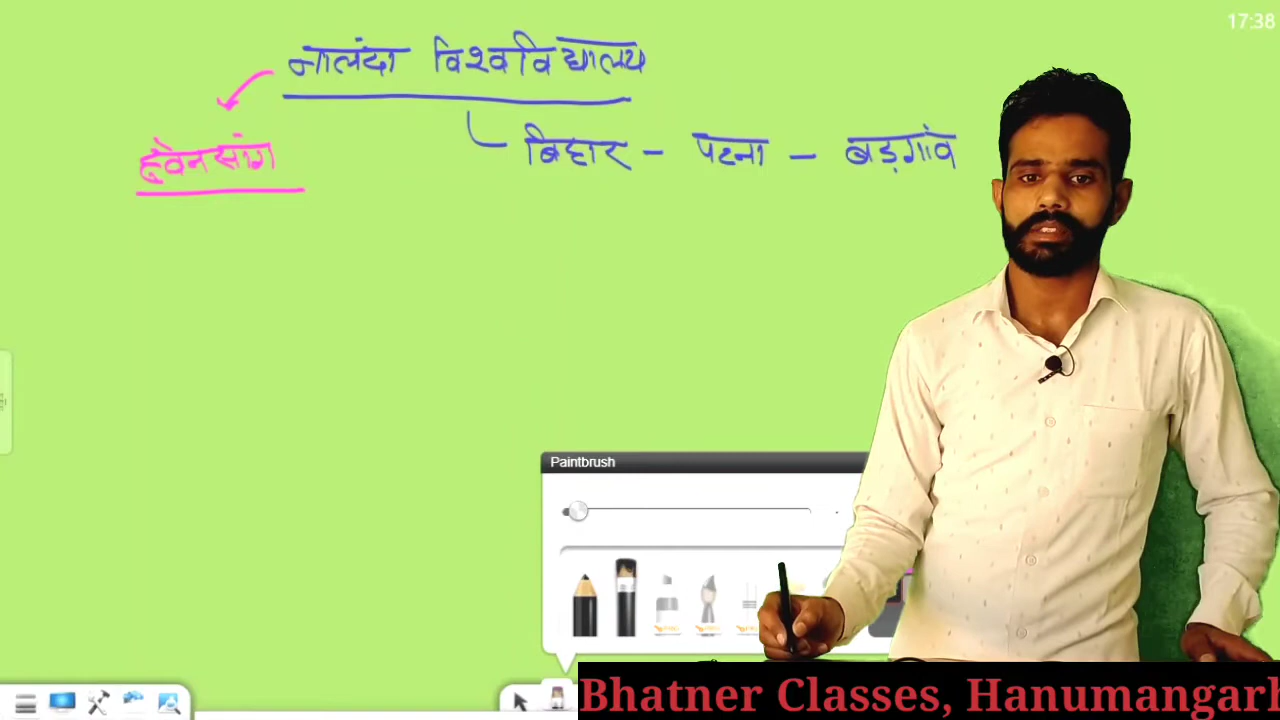 17:38
नालंदा विश्वविद्यालय
बिहार - पटना - बड़गांव
ह्वेनसांग
Paintbrush
Bhatner Classes, Hanumangarh